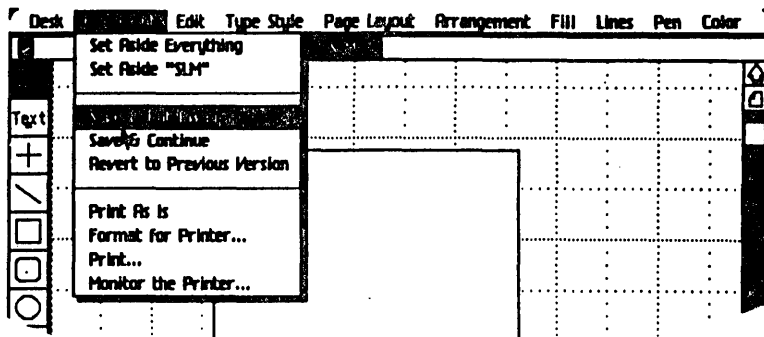 Desk Edit Type Style Page Layout Arrangement Fill Lines Pen Color
Set Aside Everything
Set Aside "SLM"
Save & Continue
Revert to Previous Version
Print As Is
Format for Printer...
Print...
Monitor the Printer...
Text